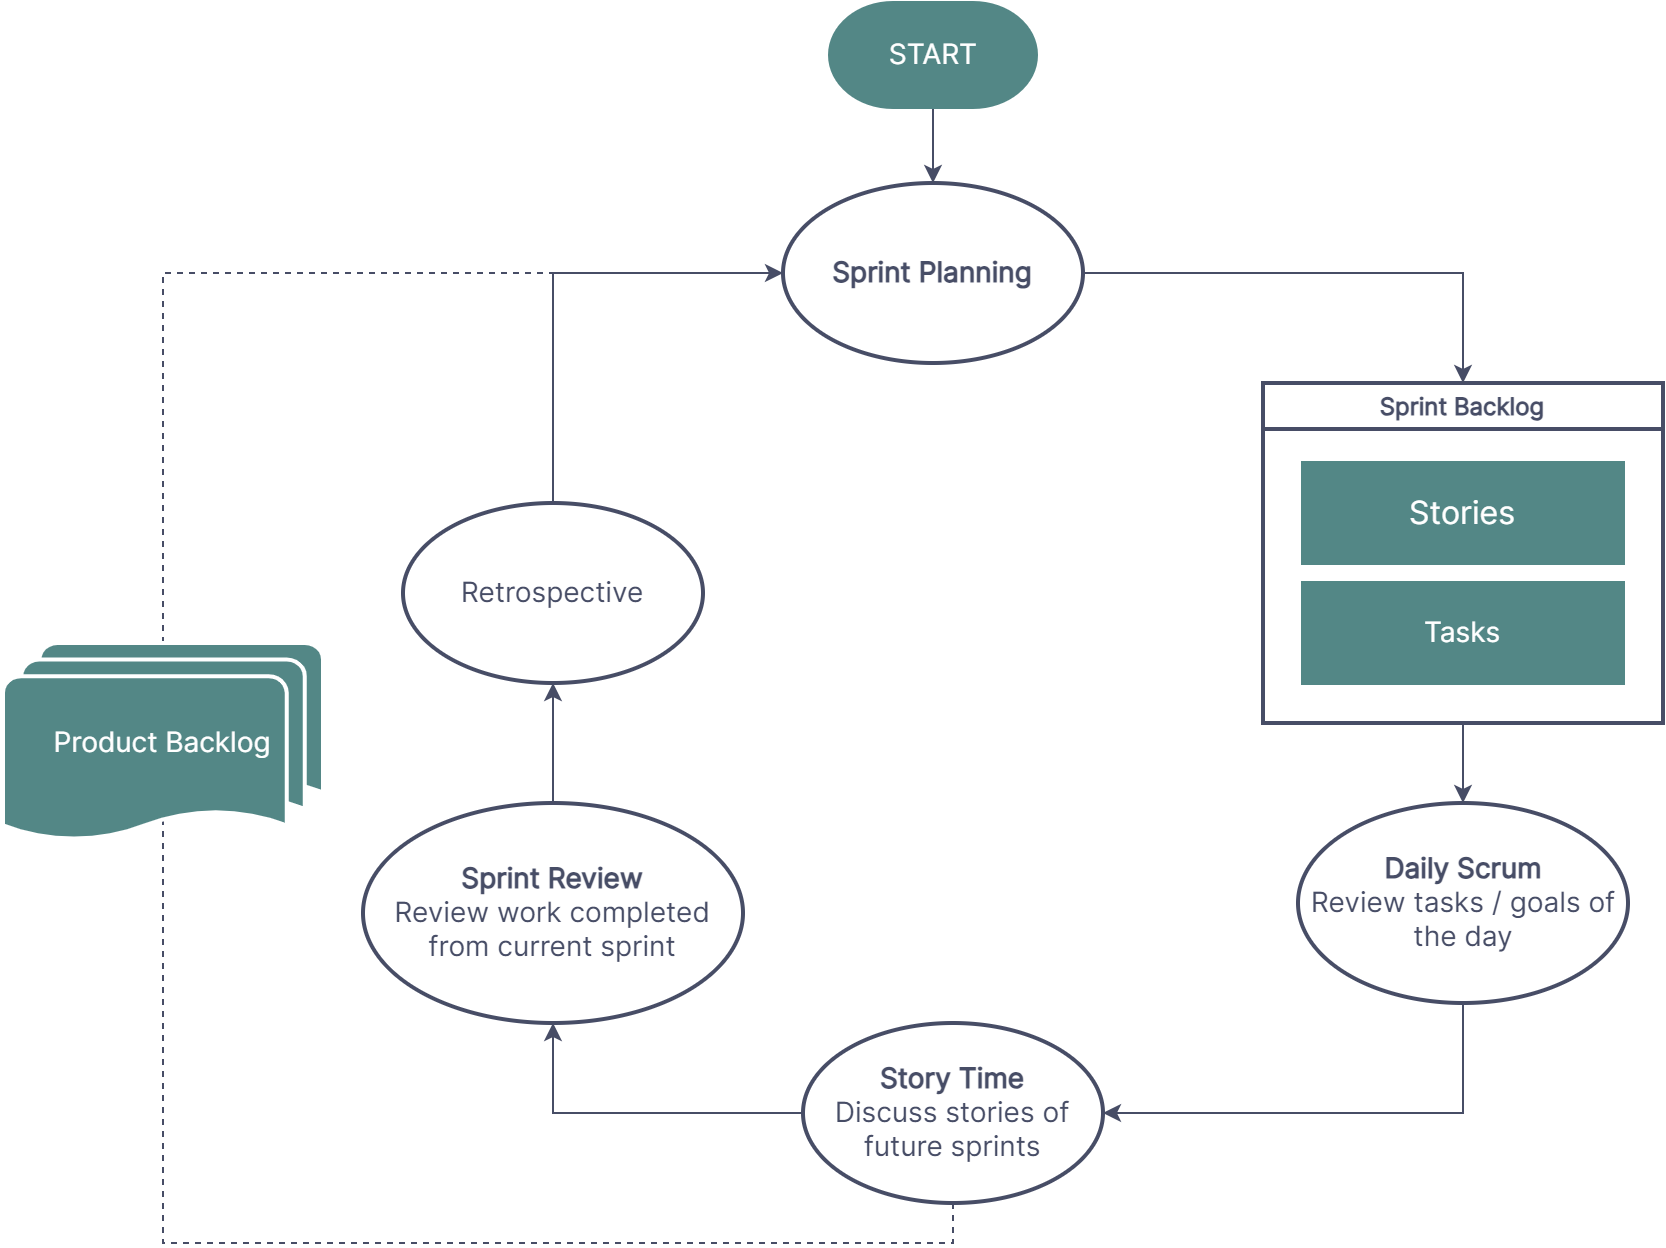 START
Sprint Planning
Sprint Backlog
Stories
Tasks
Retrospective
Product Backlog
Daily Scrum
Review tasks / goals of
the day
Sprint Review
Review work completed
from current sprint
Story Time
Discuss stories of
future sprints